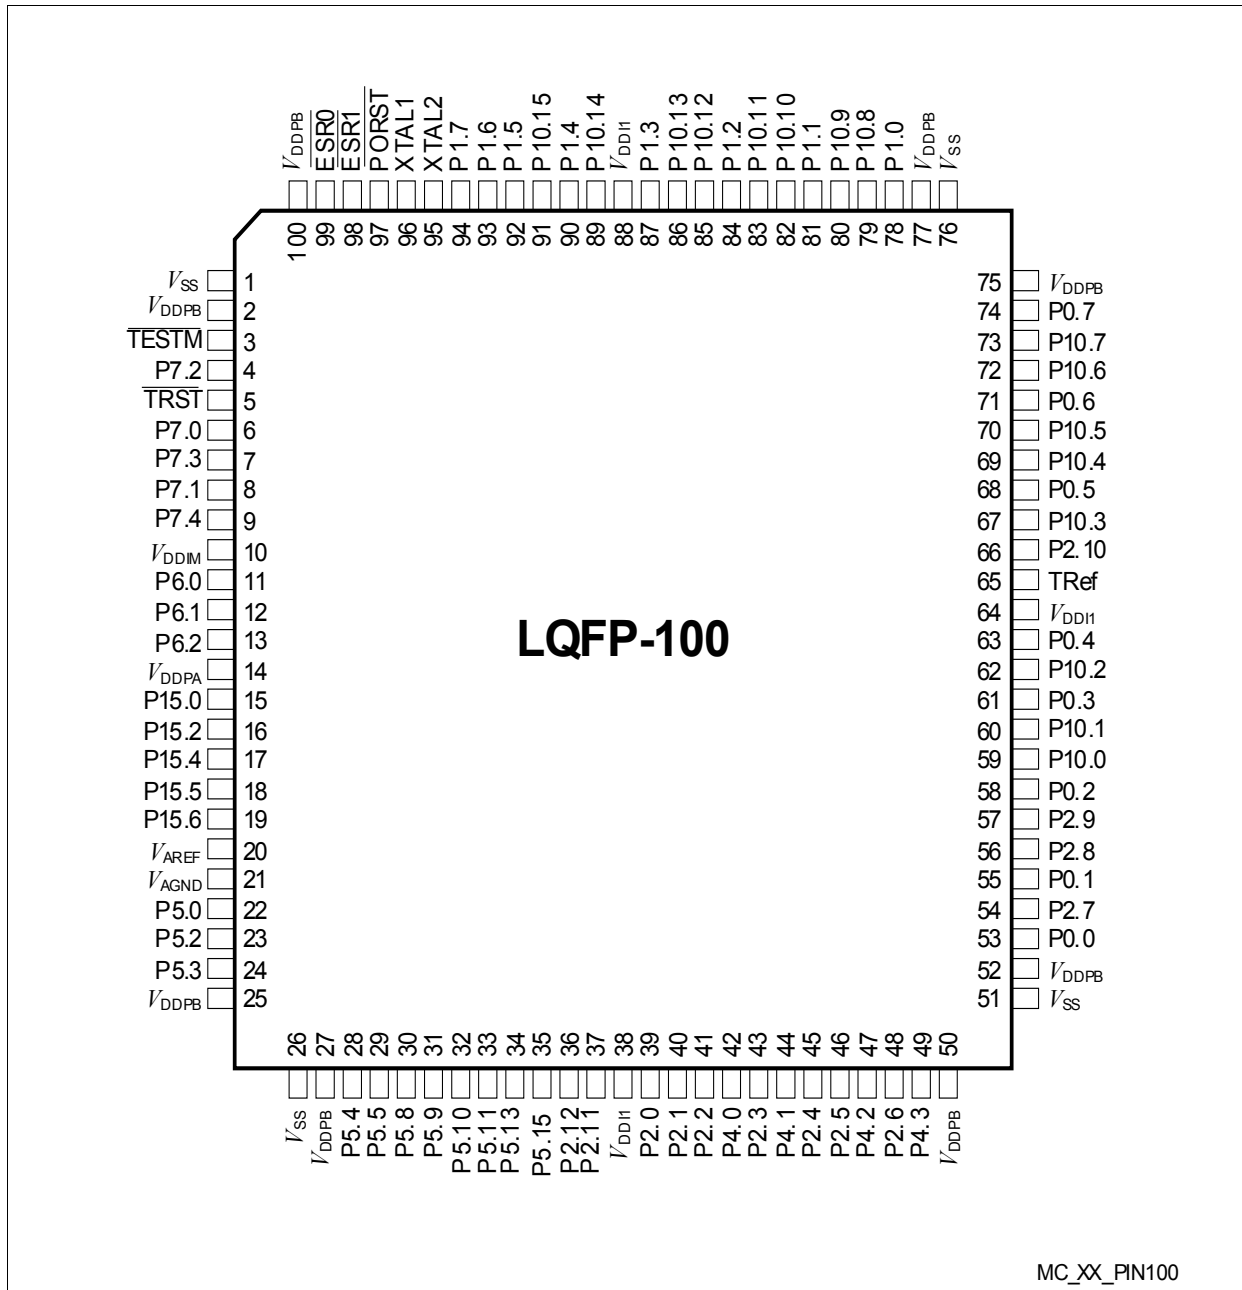 VDDPB
ESR0
ESR1
PORST
XTAL1
XTAL2
P1.7
P1.6
P1.5
P10.15
P1.4
P10.14
VDDI1
P1.3
P10.13
P10.12
P1.2
P10.11
P10.10
P1.1
P10.9
P10.8
P1.0
VDDPB
VSS
100 99 98 97 96 95 94 93 92 91 90 89 88 87 86 85 84 83 82 81 80 79 78 77 76
VSS 1
VDDPB 2
TESTM 3
P7.2 4
TRST 5
P7.0 6
P7.3 7
P7.1 8
P7.4 9
VDDIM 10
P6.0 11
P6.1 12
P6.2 13
VDDPA 14
P15.0 15
P15.2 16
P15.4 17
P15.5 18
P15.6 19
VAREF 20
VAGND 21
P5.0 22
P5.2 23
P5.3 24
VDDPB 25
LQFP-100
75 VDDPB
74 P0.7
73 P10.7
72 P10.6
71 P0.6
70 P10.5
69 P10.4
68 P0.5
67 P10.3
66 P2.10
65 TRef
64 VDDI1
63 P0.4
62 P10.2
61 P0.3
60 P10.1
59 P10.0
58 P0.2
57 P2.9
56 P2.8
55 P0.1
54 P2.7
53 P0.0
52 VDDPB
51 VSS
26 27 28 29 30 31 32 33 34 35 36 37 38 39 40 41 42 43 44 45 46 47 48 49 50
VSS
VDDPB
P5.4
P5.5
P5.8
P5.9
P5.10
P5.11
P5.13
P5.15
P2.12
P2.11
VDDI1
P2.0
P2.1
P2.2
P4.0
P2.3
P4.1
P2.4
P2.5
P4.2
P2.6
P4.3
VDDPB
MC_XX_PIN100